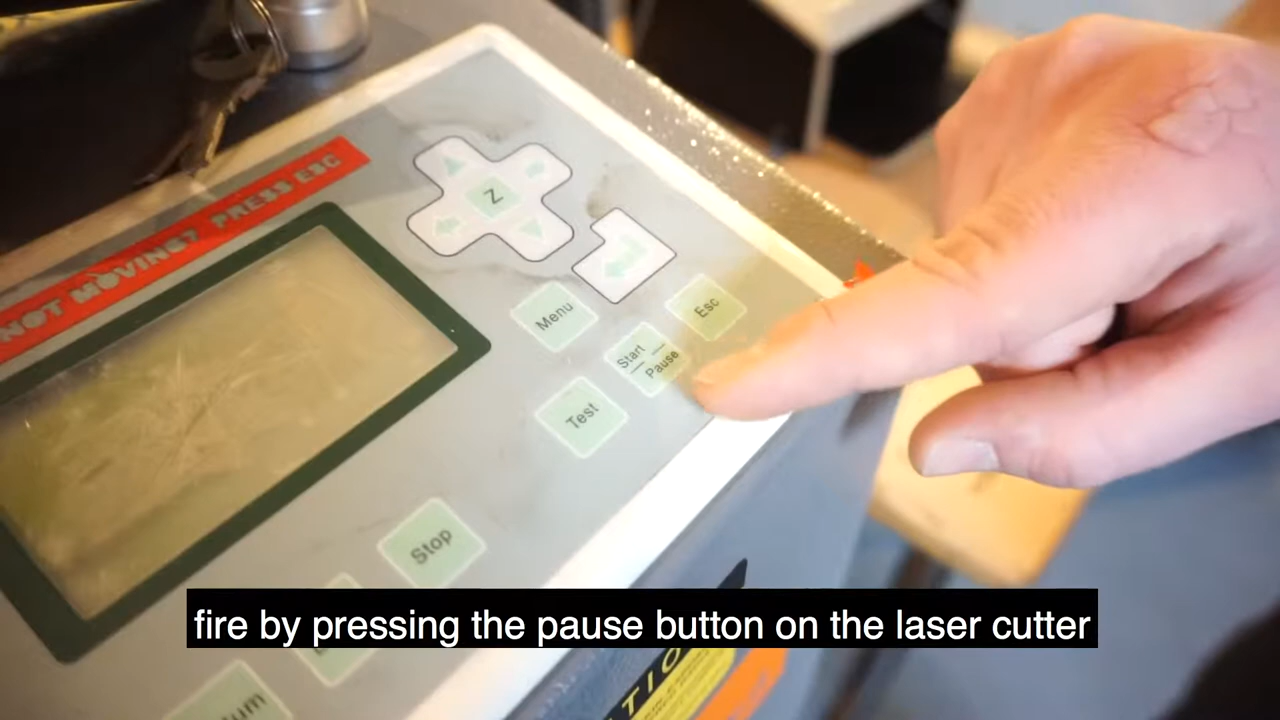 NOT MOVING? PRESS ESC
Z
Menu
Esc
Start
Pause
Test
Stop
fire by pressing the pause button on the laser cutter